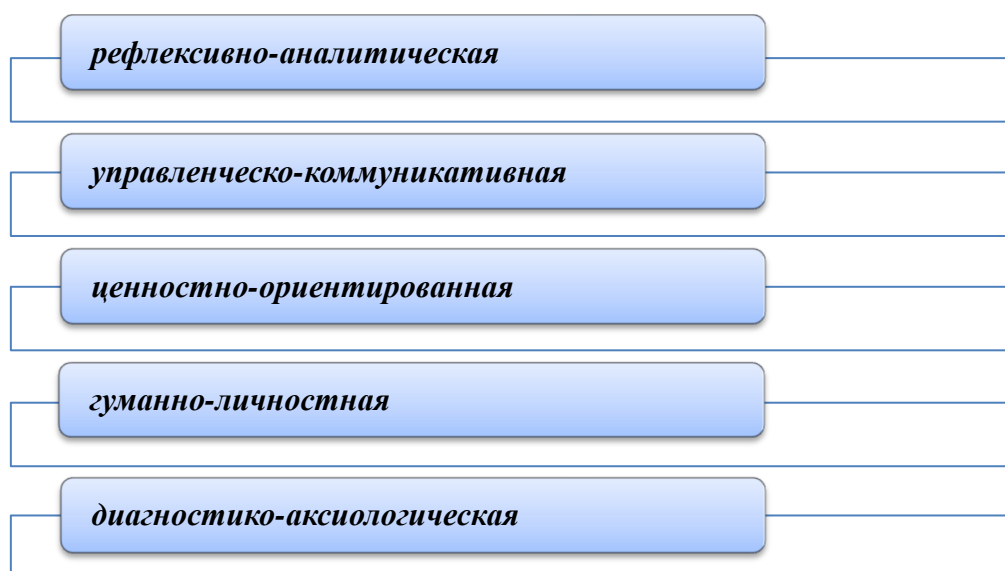 рефлексивно-аналитическая
управленческо-коммуникативная
ценностно-ориентированная
гуманно-личностная
диагностико-аксиологическая